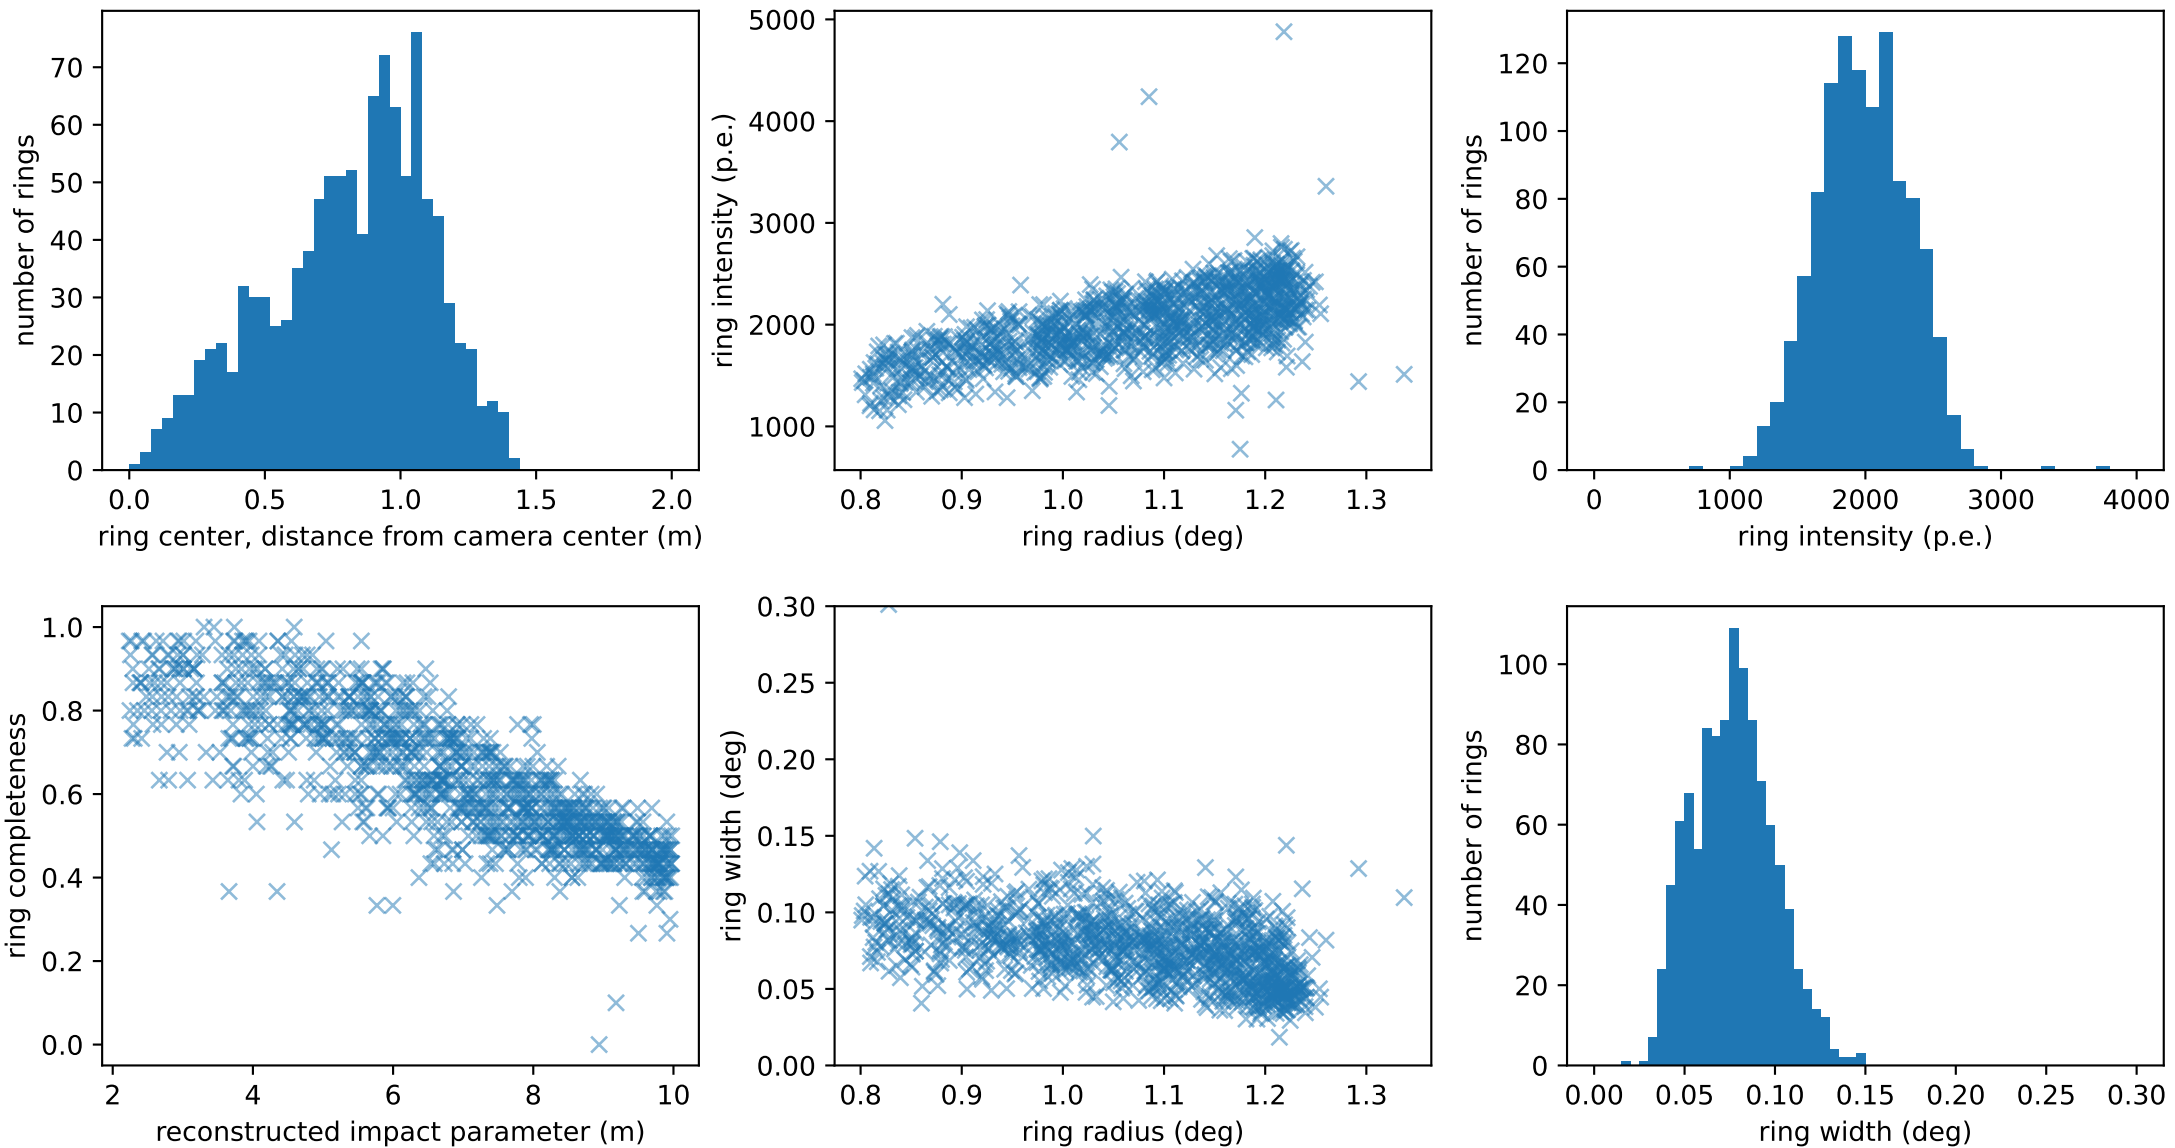 number of rings
0
10
20
30
40
50
60
70
0.0 0.5 1.0 1.5 2.0
ring center, distance from camera center (m)
ring intensity (p.e.)
1000
2000
3000
4000
5000
0.8 0.9 1.0 1.1 1.2 1.3
ring radius (deg)
number of rings
0
20
40
60
80
100
120
0 1000 2000 3000 4000
ring intensity (p.e.)
ring completeness
0.0
0.2
0.4
0.6
0.8
1.0
2 4 6 8 10
reconstructed impact parameter (m)
ring width (deg)
0.00
0.05
0.10
0.15
0.20
0.25
0.30
0.8 0.9 1.0 1.1 1.2 1.3
ring radius (deg)
number of rings
0
20
40
60
80
100
0.00 0.05 0.10 0.15 0.20 0.25 0.30
ring width (deg)